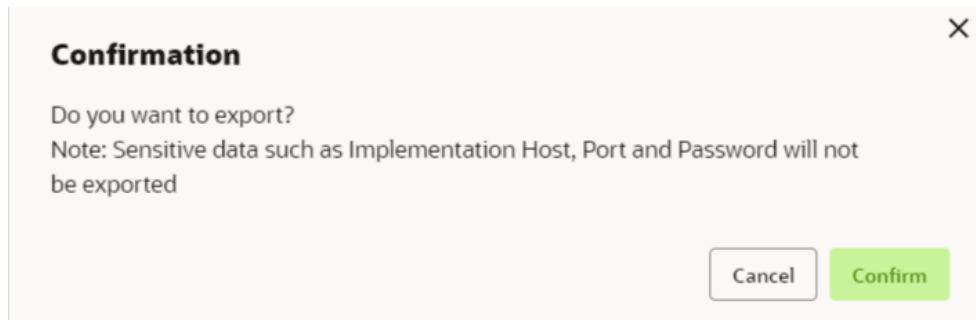 Confirmation
Do you want to export?
Note: Sensitive data such as Implementation Host, Port and Password will not
be exported
Cancel
Confirm